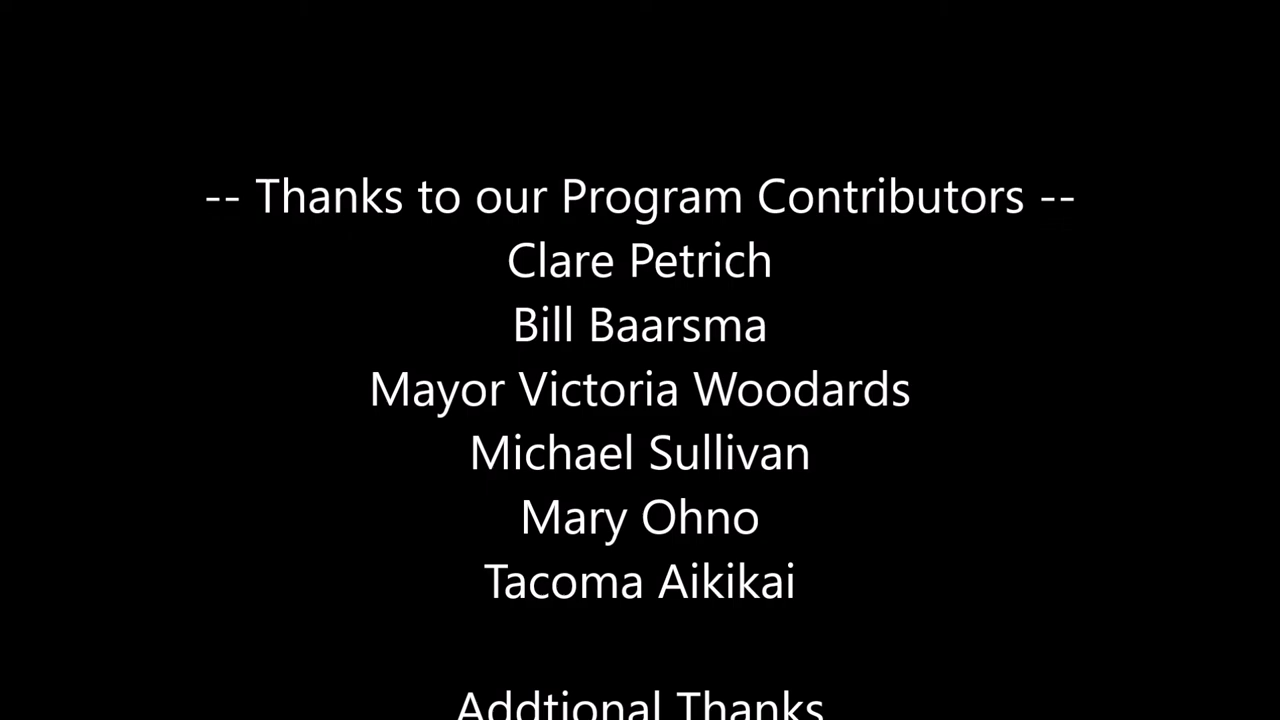 -- Thanks to our Program Contributors --
Clare Petrich
Bill Baarsma
Mayor Victoria Woodards
Michael Sullivan
Mary Ohno
Tacoma Aikikai
Addtional Thanks